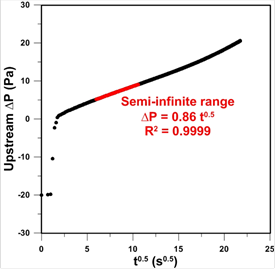 30
20
10
0
-10
-20
-30
Upstream ΔP (Pa)
Semi-infinite range
ΔP = 0.86 t^0.5
R² = 0.9999
0 5 10 15 20 25
t^0.5 (s^0.5)